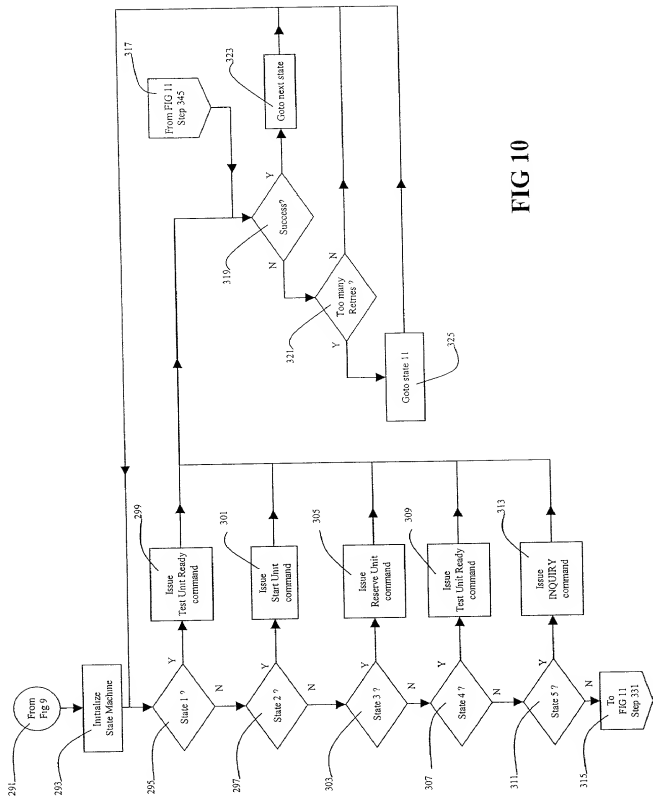 291
From
Fig 9
293
Initialize
State Machine
295
State 1 ?
Y
N
299
Issue
Test Unit Ready
command
297
State 2 ?
Y
N
301
Issue
Start Unit
command
303
State 3 ?
Y
N
305
Issue
Reserve Unit
command
307
State 4 ?
Y
N
309
Issue
Test Unit Ready
command
311
State 5 ?
Y
N
313
Issue
INQUIRY
command
315
To
FIG 11
Step 331
317
From FIG 11
Step 345
319
Success?
Y
N
323
Goto next state
321
Too many
Retries ?
N
Y
325
Goto state 11
FIG 10